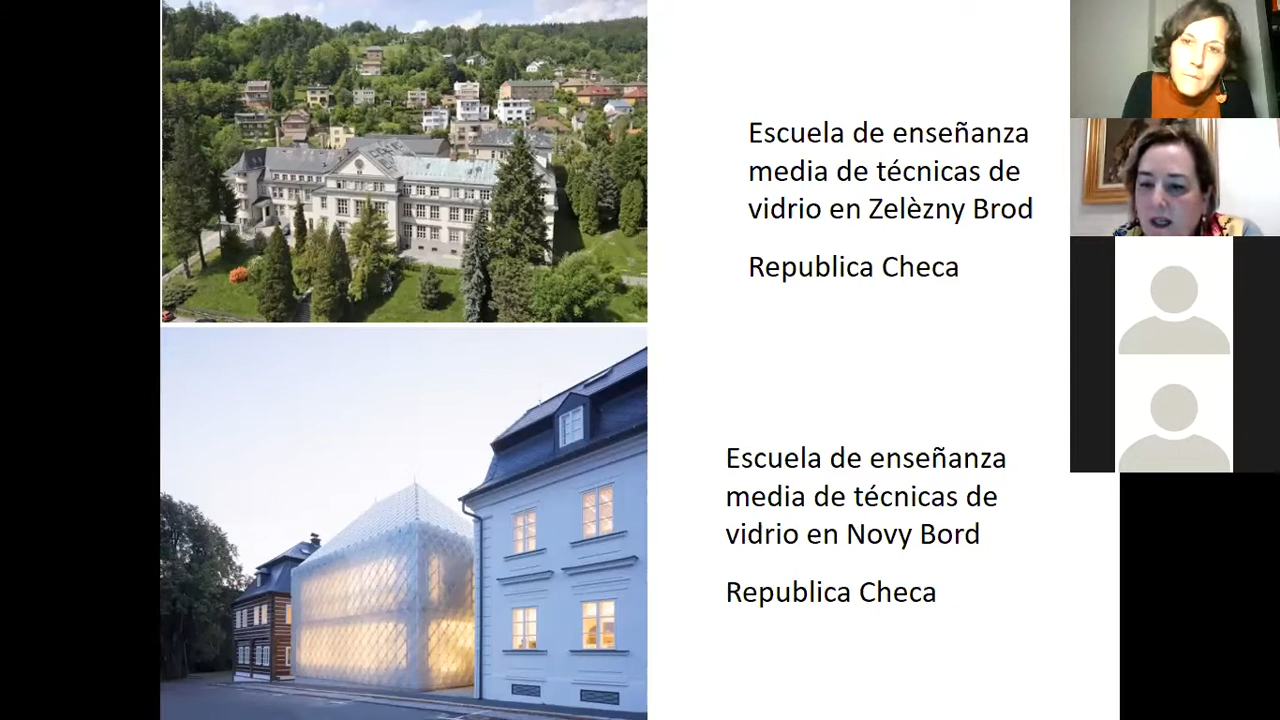 Escuela de enseñanza
media de técnicas de
vidrio en Zelèzny Brod
Republica Checa
Escuela de enseñanza
media de técnicas de
vidrio en Novy Bord
Republica Checa